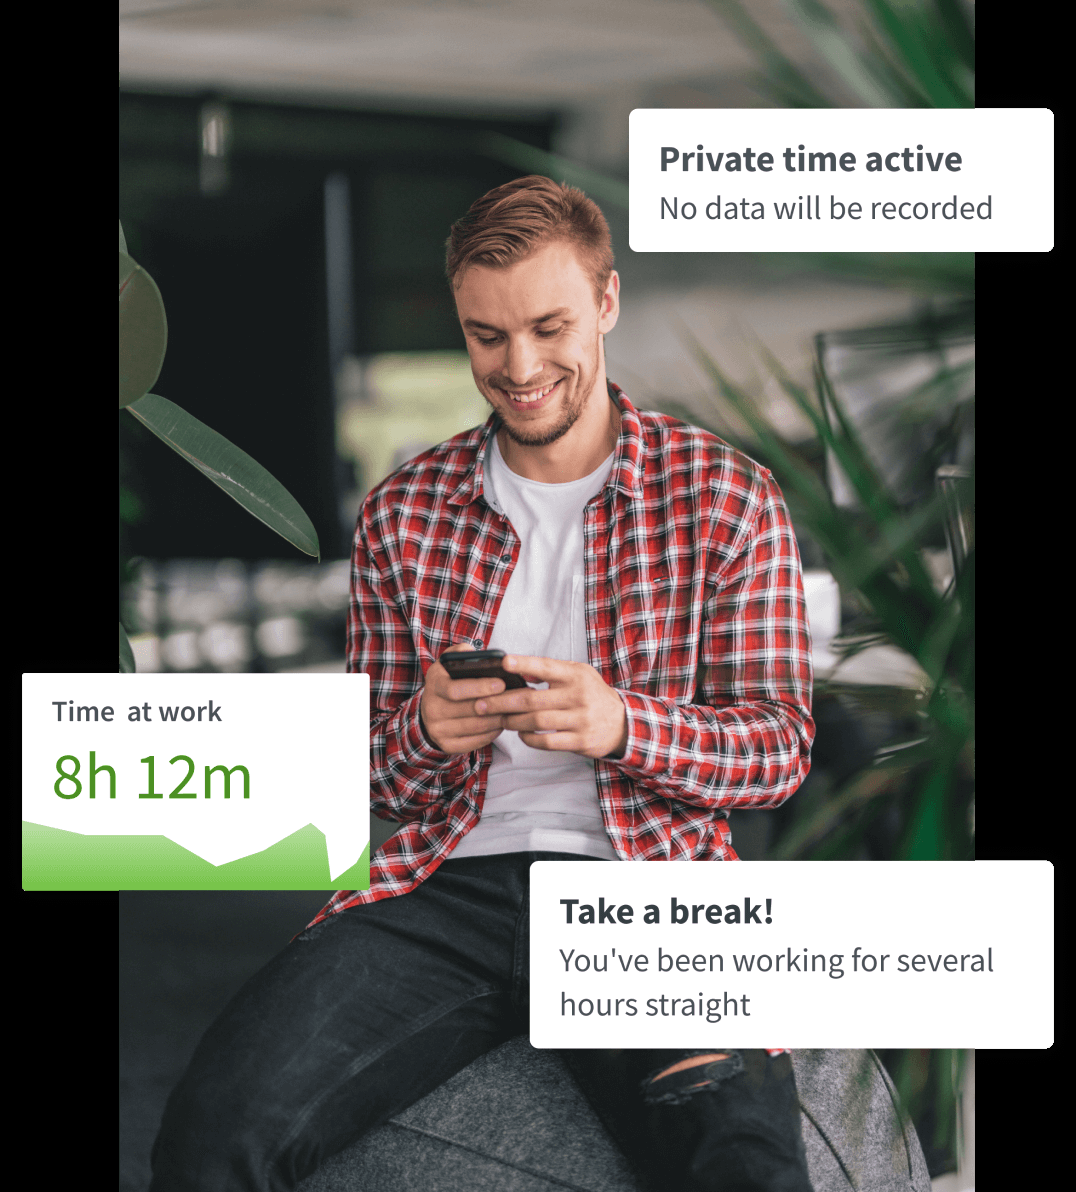 Private time active
No data will be recorded
Time at work
8h 12m
Take a break!
You've been working for several
hours straight